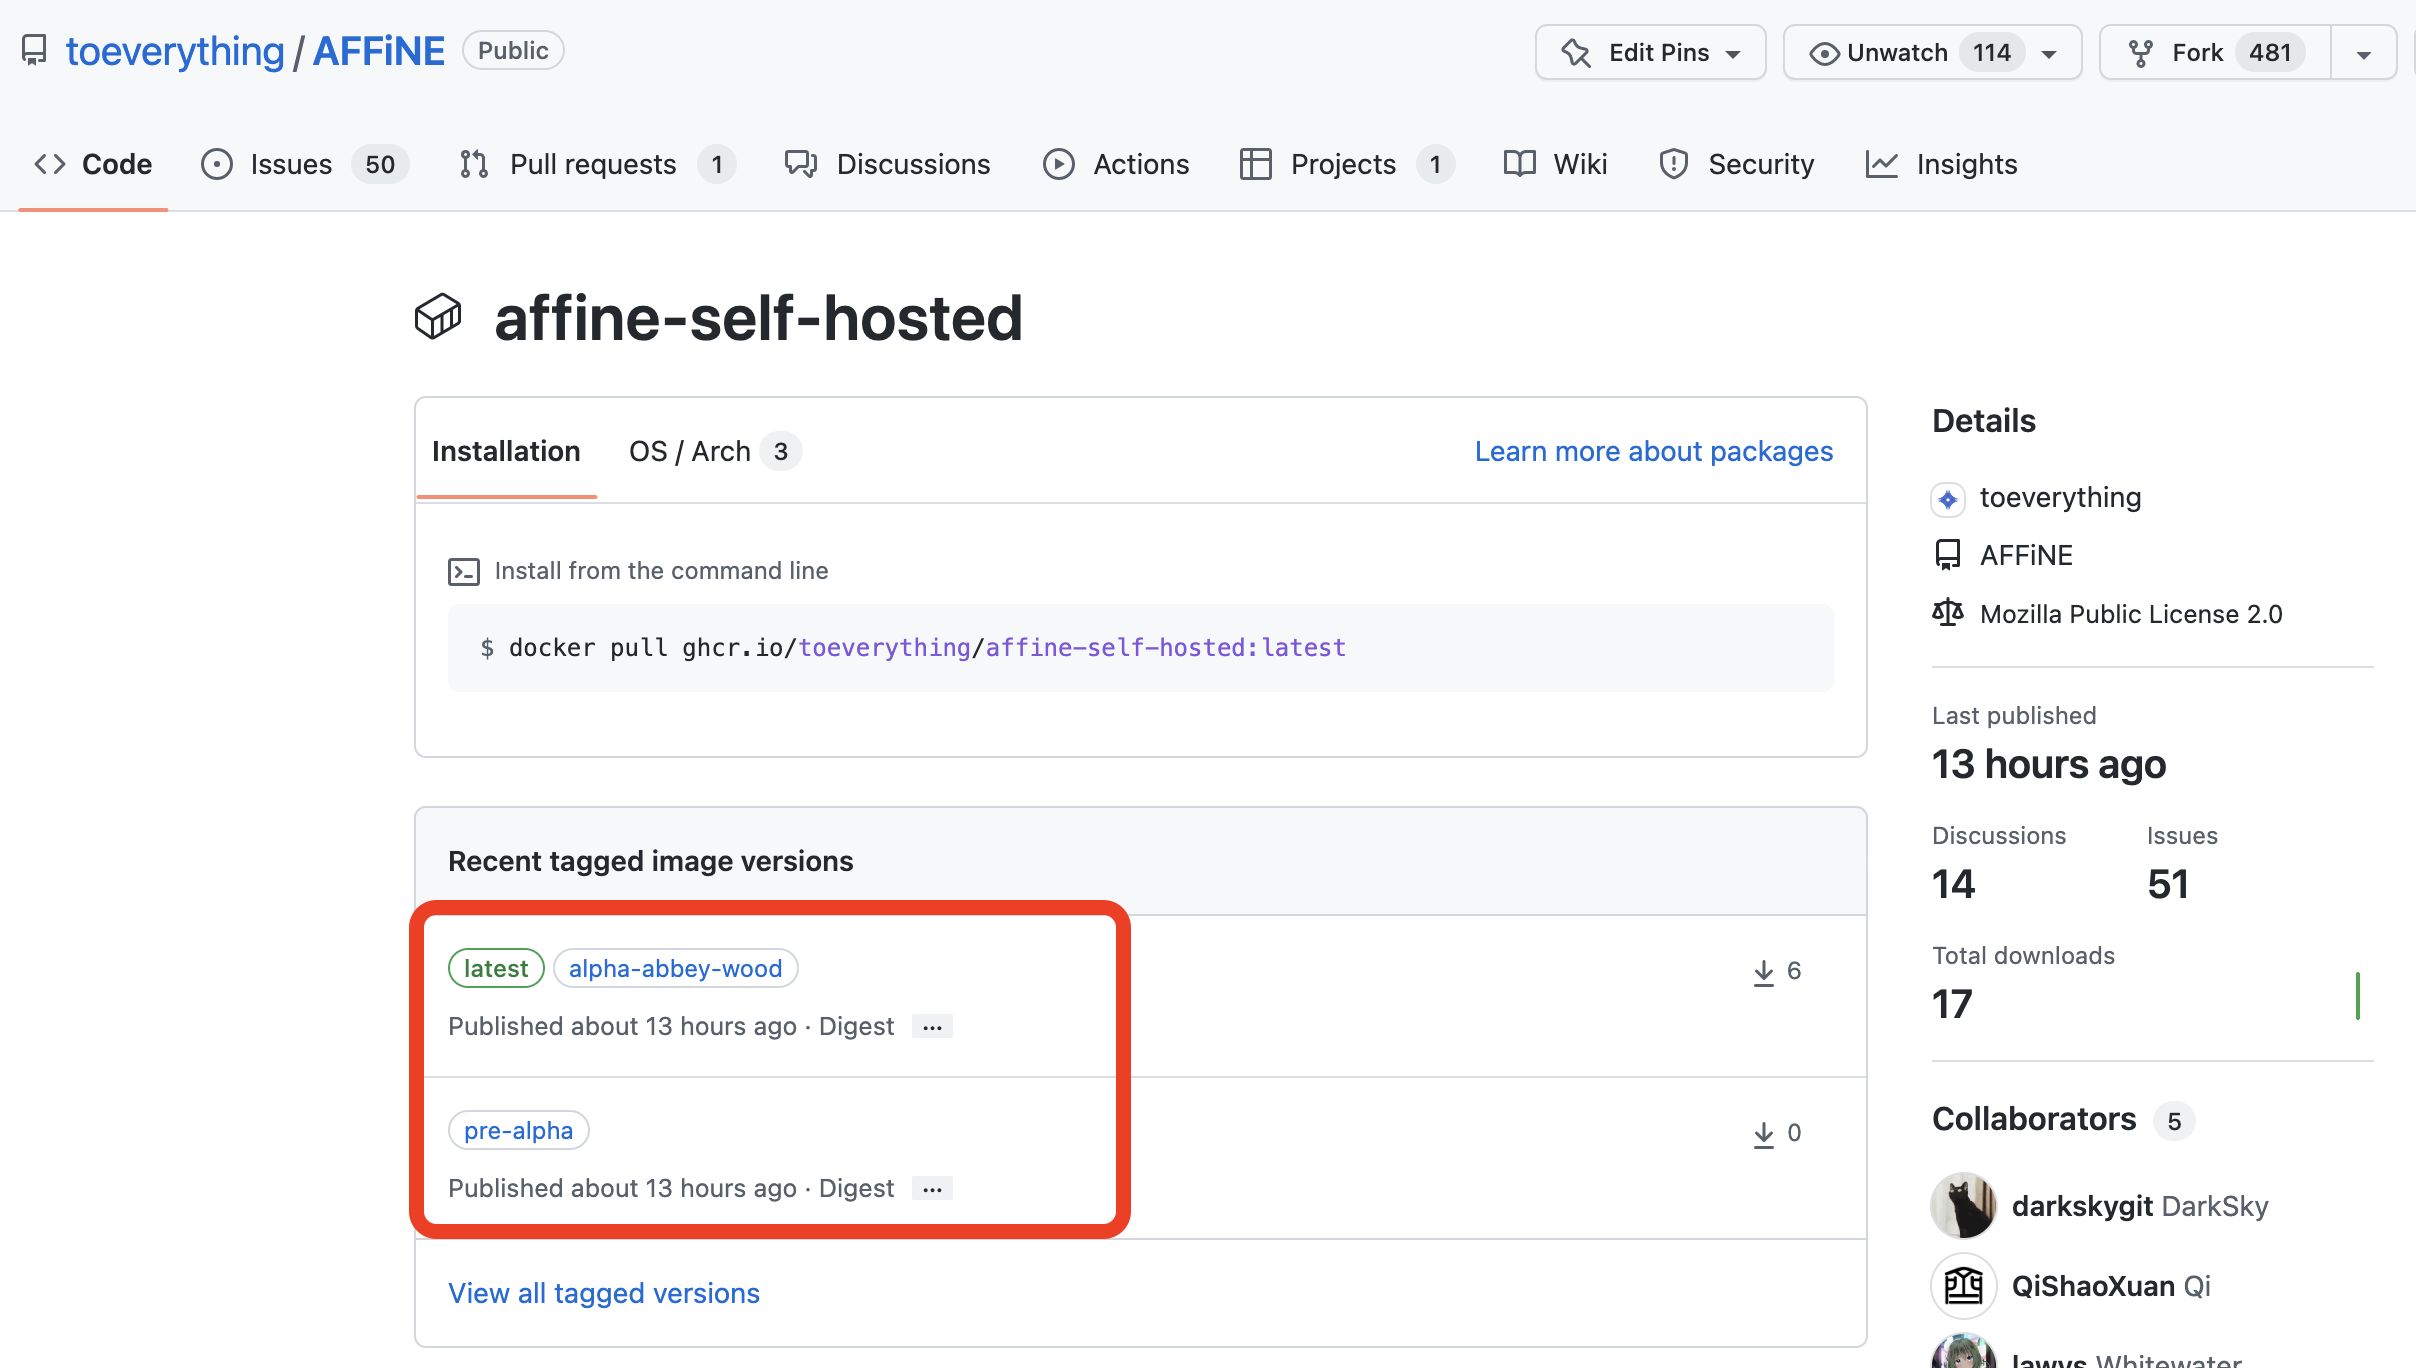 toeverything / AFFiNE Public
Edit Pins
Unwatch 114
Fork 481
Code
Issues 50
Pull requests 1
Discussions
Actions
Projects 1
Wiki
Security
Insights
affine-self-hosted
Installation
OS / Arch 3
Learn more about packages
Install from the command line
$ docker pull ghcr.io/toeverything/affine-self-hosted:latest
Recent tagged image versions
latest alpha-abbey-wood
6
Published about 13 hours ago · Digest ...
pre-alpha
0
Published about 13 hours ago · Digest ...
View all tagged versions
Details
toeverything
AFFiNE
Mozilla Public License 2.0
Last published
13 hours ago
Discussions Issues
14 51
Total downloads
17
Collaborators 5
darkskygit DarkSky
QiShaoXuan Qi
lawvs Whitewater